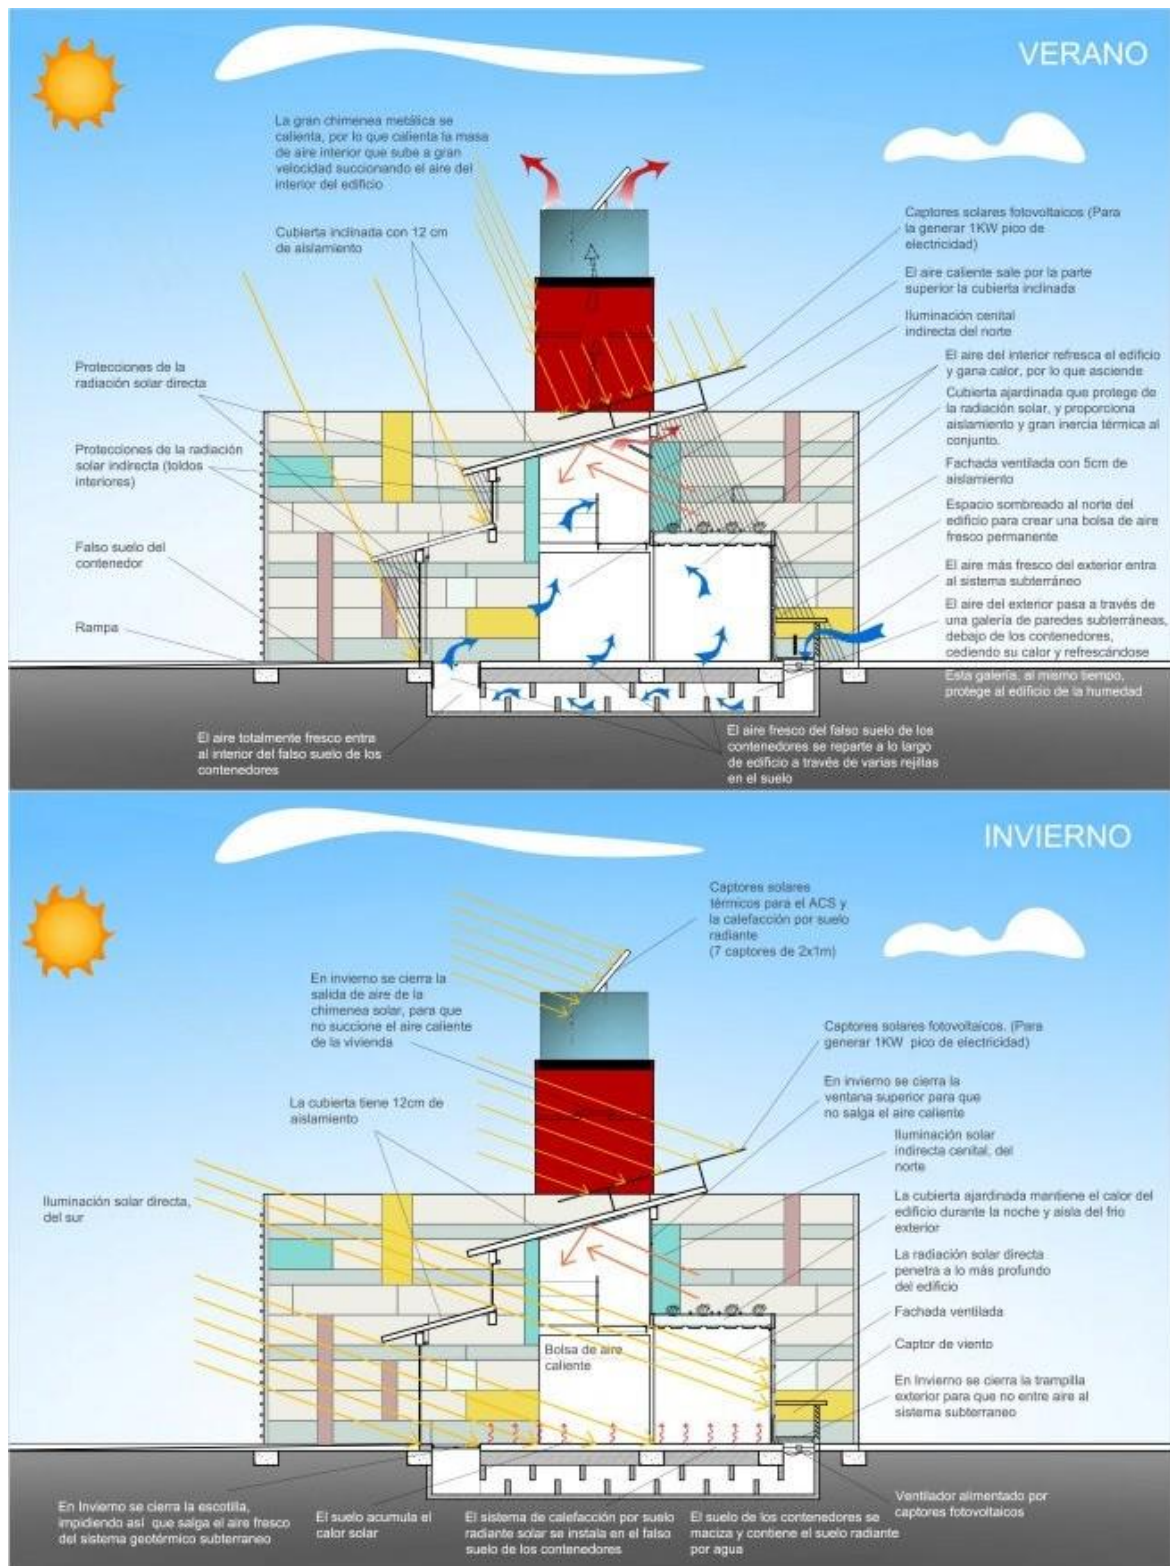 VERANO
La gran chimenea metálica se
calienta, por lo que calienta la masa
de aire interior que sube a gran
velocidad succionando el aire del
interior del edificio
Cubierta inclinada con 12 cm
de aislamiento
Protecciones de la
radiación solar directa
Protecciones de la radiación
solar indirecta (toldos
interiores)
Falso suelo del
contenedor
Rampa
Captores solares fotovoltaicos (Para
la generar 1KW pico de
electricidad)
El aire caliente sale por la parte
superior la cubierta inclinada
Iluminación cenital
indirecta del norte
El aire del interior refresca el edificio
y gana calor, por lo que asciende
Cubierta ajardinada que protege de
la radiación solar, y proporciona
aislamiento y gran inercia térmica al
conjunto.
Fachada ventilada con 5cm de
aislamiento
Espacio sombreado al norte del
edificio para crear una bolsa de aire
fresco permanente
El aire más fresco del exterior entra
al sistema subterráneo
El aire del exterior pasa a través de
una galería de paredes subterráneas,
debajo de los contenedores,
cediendo su calor y refrescándose
Esta galería, al mismo tiempo,
protege al edificio de la humedad
El aire totalmente fresco entra
al interior del falso suelo de los
contenedores
El aire fresco del falso suelo de los
contenedores se reparte a lo largo
de edificio a través de varias rejillas
en el suelo
INVIERNO
Captores solares
térmicos para el ACS y
la calefacción por suelo
radiante
(7 captores de 2x1m)
En invierno se cierra la
salida de aire de la
chimenea solar, para que
no succione el aire caliente
de la vivienda
La cubierta tiene 12cm de
aislamiento
Iluminación solar directa,
del sur
Captores solares fotovoltaicos. (Para
generar 1KW pico de electricidad)
En invierno se cierra la
ventana superior para que
no salga el aire caliente
Iluminación solar
indirecta cenital, del
norte
La cubierta ajardinada mantiene el calor del
edificio durante la noche y aisla del frio
exterior
La radiación solar directa
penetra a lo más profundo
del edificio
Fachada ventilada
Captor de viento
En Invierno se cierra la trampilla
exterior para que no entre aire al
sistema subterraneo
Bolsa de aire
caliente
En Invierno se cierra la escotilla,
impidiendo así que salga el aire fresco
del sistema geotérmico subterraneo
El suelo acumula el
calor solar
El sistema de calefacción por suelo
radiante solar se instala en el falso
suelo de los contenedores
El suelo de los contenedores se
maciza y contiene el suelo radiante
por agua
Ventilador alimentado por
captores fotovoltaicos